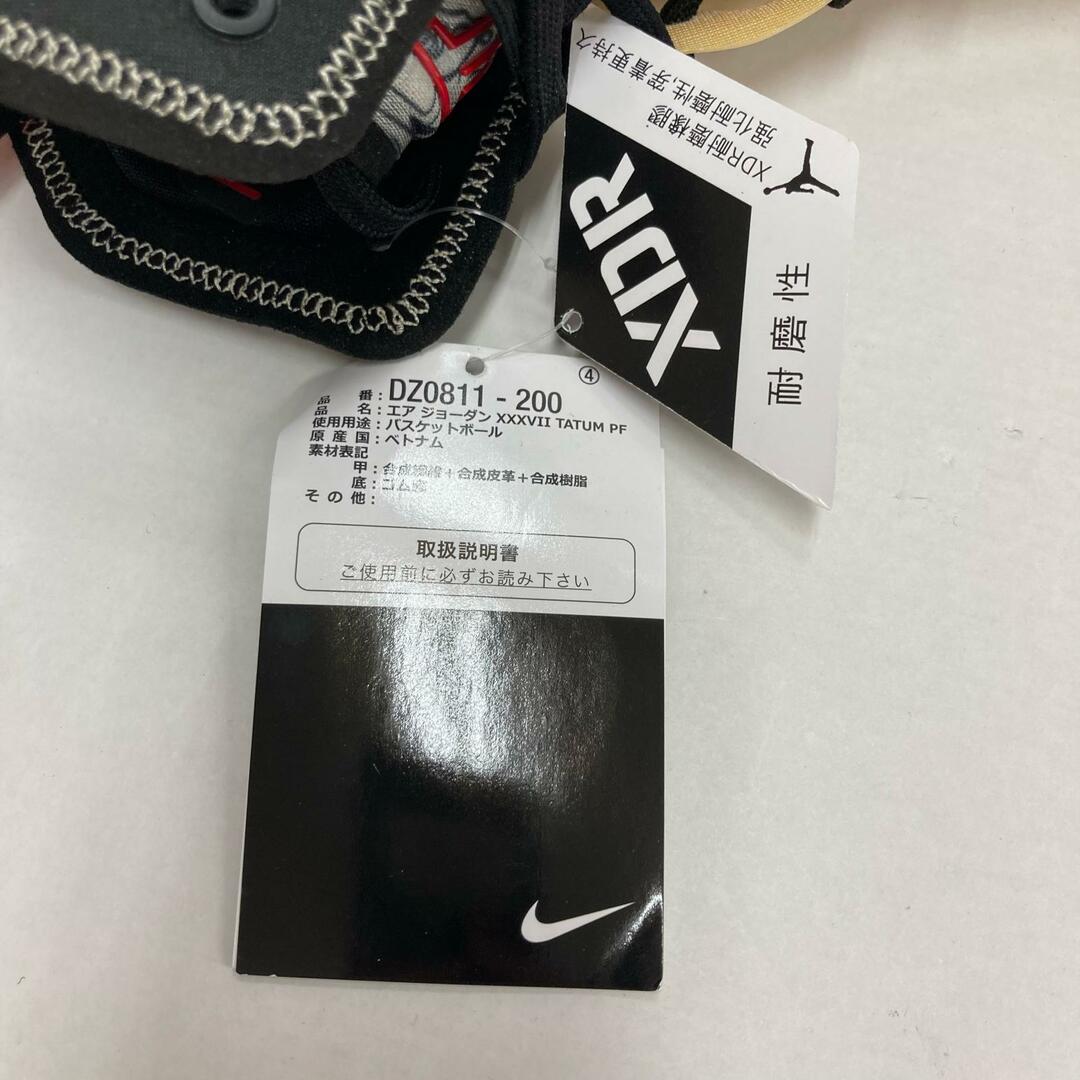 XDR耐磨橡膠
强化耐磨性,穿着更持久
XDR
耐磨性
④
品 番 : DZ0811 - 200
品 名 : エア ジョーダン XXXVII TATUM PF
使用用途 : バスケットボール
原 産 国 : ベトナム
素材表記
甲 : 合成繊維+合成皮革+合成樹脂
底 : ゴム底
そ の 他 :
取扱説明書
ご使用前に必ずお読み下さい